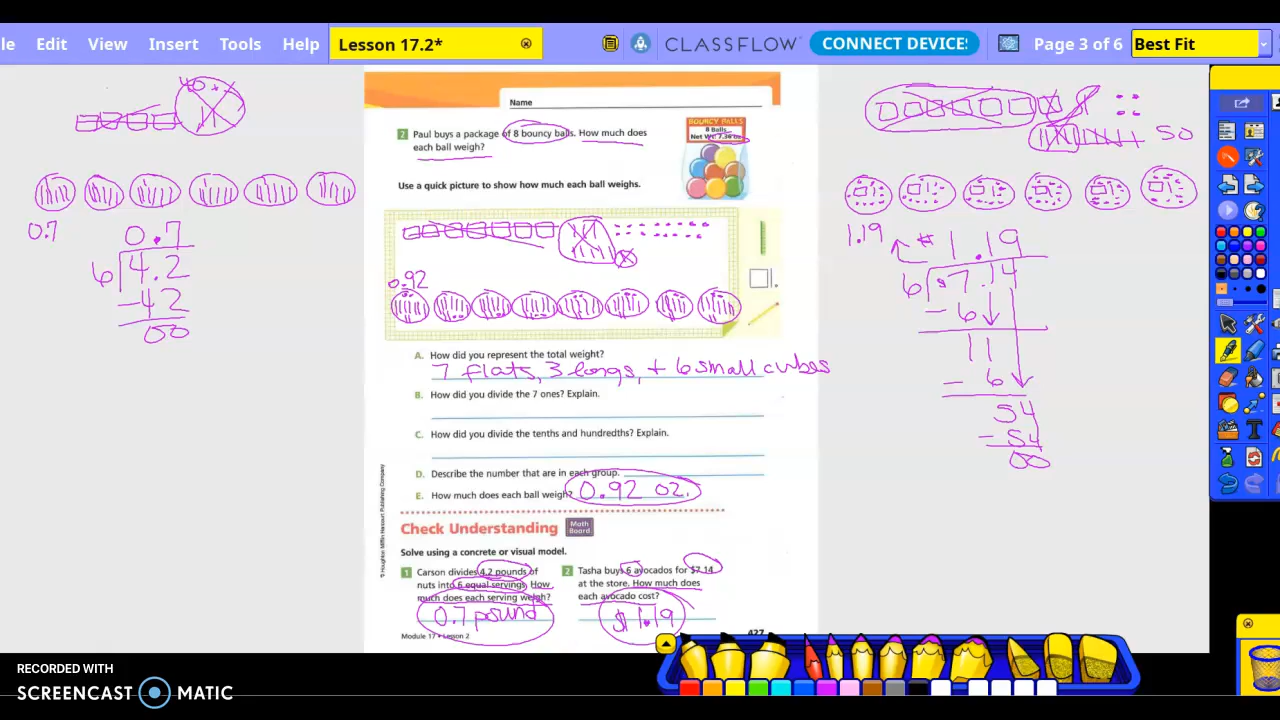 le Edit View Insert Tools Help Lesson 17.2* CLASSFLOW CONNECT DEVICES Page 3 of 6 Best Fit
Name
2 Paul buys a package of 8 bouncy balls. How much does
each ball weigh?
BOUNCY BALLS
8 Balls
Use a quick picture to show how much each ball weighs.
0.92
A. How did you represent the total weight?
7 flats, 3 longs, + 6 small cubes
B. How did you divide the 7 ones? Explain.
C. How did you divide the tenths and hundredths? Explain.
D. Describe the number that are in each group.
E. How much does each ball weigh? 0.92 oz.
Check Understanding Math Board
Solve using a concrete or visual model.
1 Carson divides 4.2 pounds of
nuts into 6 equal servings. How
much does each serving weigh?
0.7 pound
2 Tasha buys 6 avocados for $7.14
at the store. How much does
each avocado cost?
$1.19
Module 17 • Lesson 2
427
© Houghton Mifflin Harcourt Publishing Company
0.7
0.7
6 4.2
-42
00
50
1.19
1.19
6 7.14
-6
11
-6
54
-54
00
RECORDED WITH
SCREENCAST MATIC